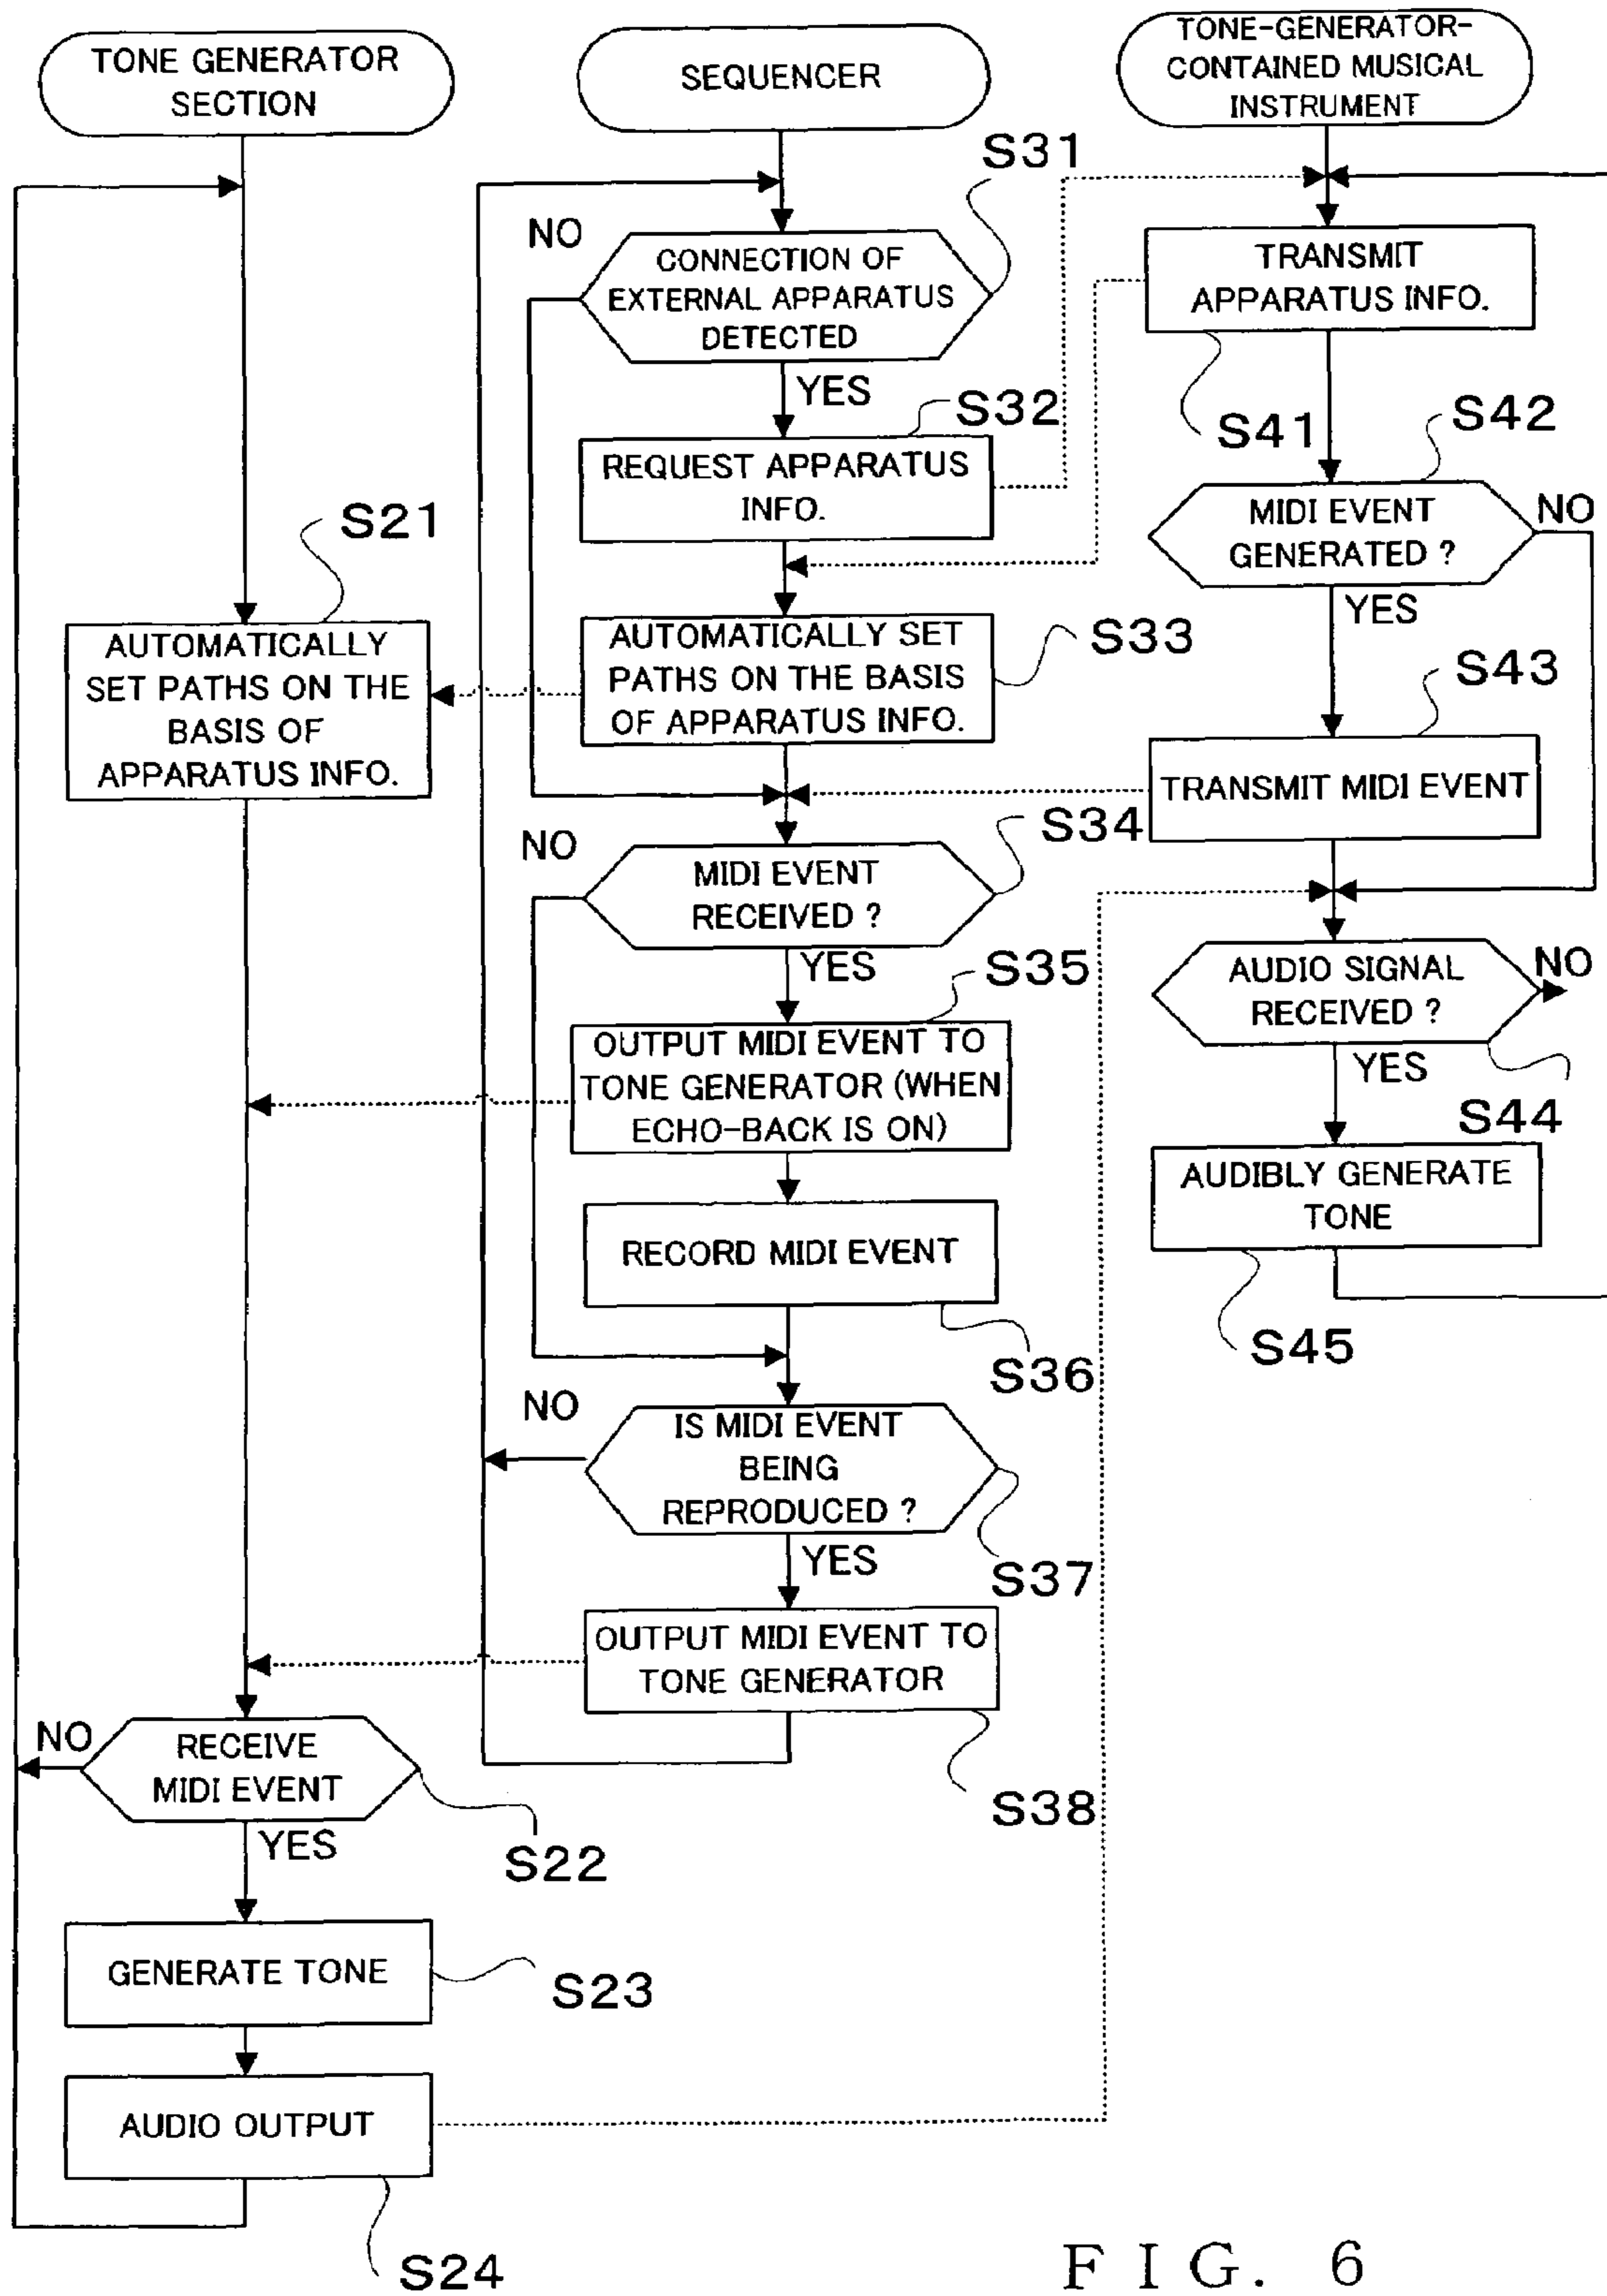 TONE GENERATOR
SECTION
S21
AUTOMATICALLY
SET PATHS ON THE
BASIS OF
APPARATUS INFO.
NO
RECEIVE
MIDI EVENT
YES
S22
GENERATE TONE
S23
AUDIO OUTPUT
S24
SEQUENCER
S31
NO
CONNECTION OF
EXTERNAL APPARATUS
DETECTED
YES
S32
REQUEST APPARATUS
INFO.
AUTOMATICALLY SET
PATHS ON THE BASIS
OF APPARATUS INFO.
S33
S34
NO
MIDI EVENT
RECEIVED ?
YES
S35
OUTPUT MIDI EVENT TO
TONE GENERATOR (WHEN
ECHO-BACK IS ON)
RECORD MIDI EVENT
S36
NO
IS MIDI EVENT
BEING
REPRODUCED ?
YES
S37
OUTPUT MIDI EVENT TO
TONE GENERATOR
S38
TONE-GENERATOR-
CONTAINED MUSICAL
INSTRUMENT
TRANSMIT
APPARATUS INFO.
S41
S42
MIDI EVENT
GENERATED ?
NO
YES
S43
TRANSMIT MIDI EVENT
AUDIO SIGNAL
RECEIVED ?
NO
YES
S44
AUDIBLY GENERATE
TONE
S45
FIG. 6